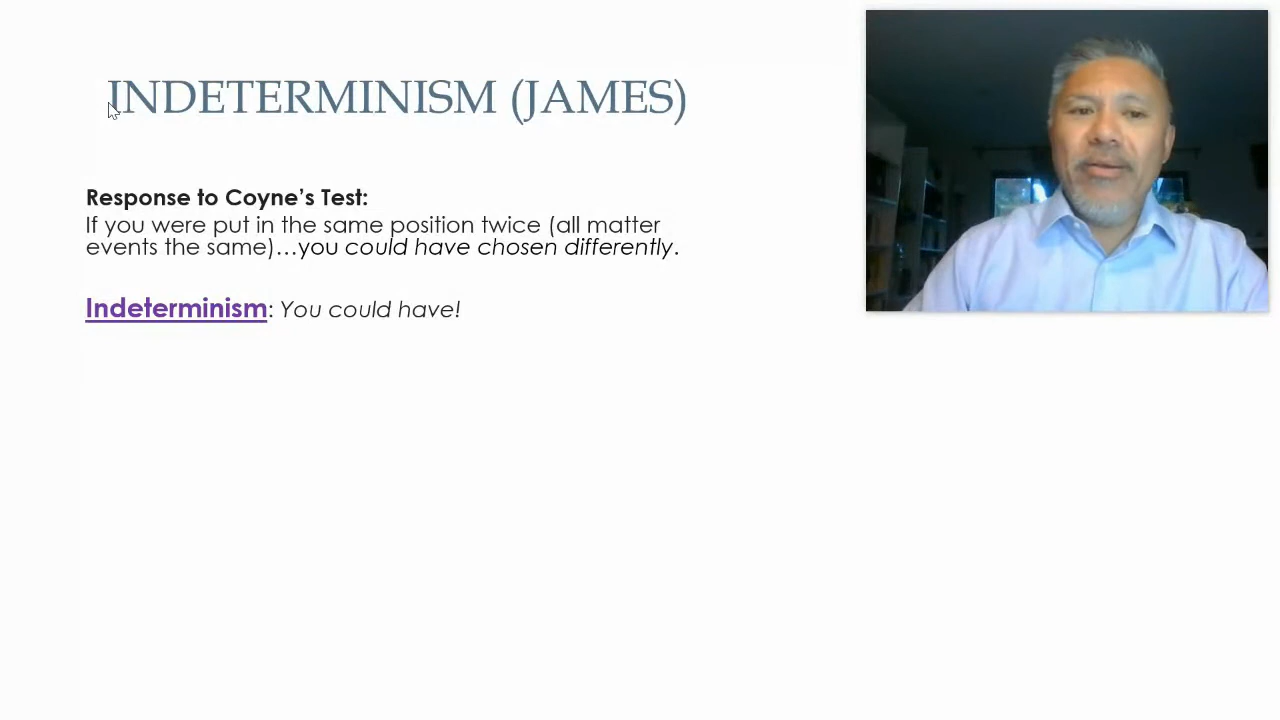 INDETERMINISM (JAMES)
Response to Coyne’s Test:
If you were put in the same position twice (all matter
events the same)…you could have chosen differently.
Indeterminism: You could have!